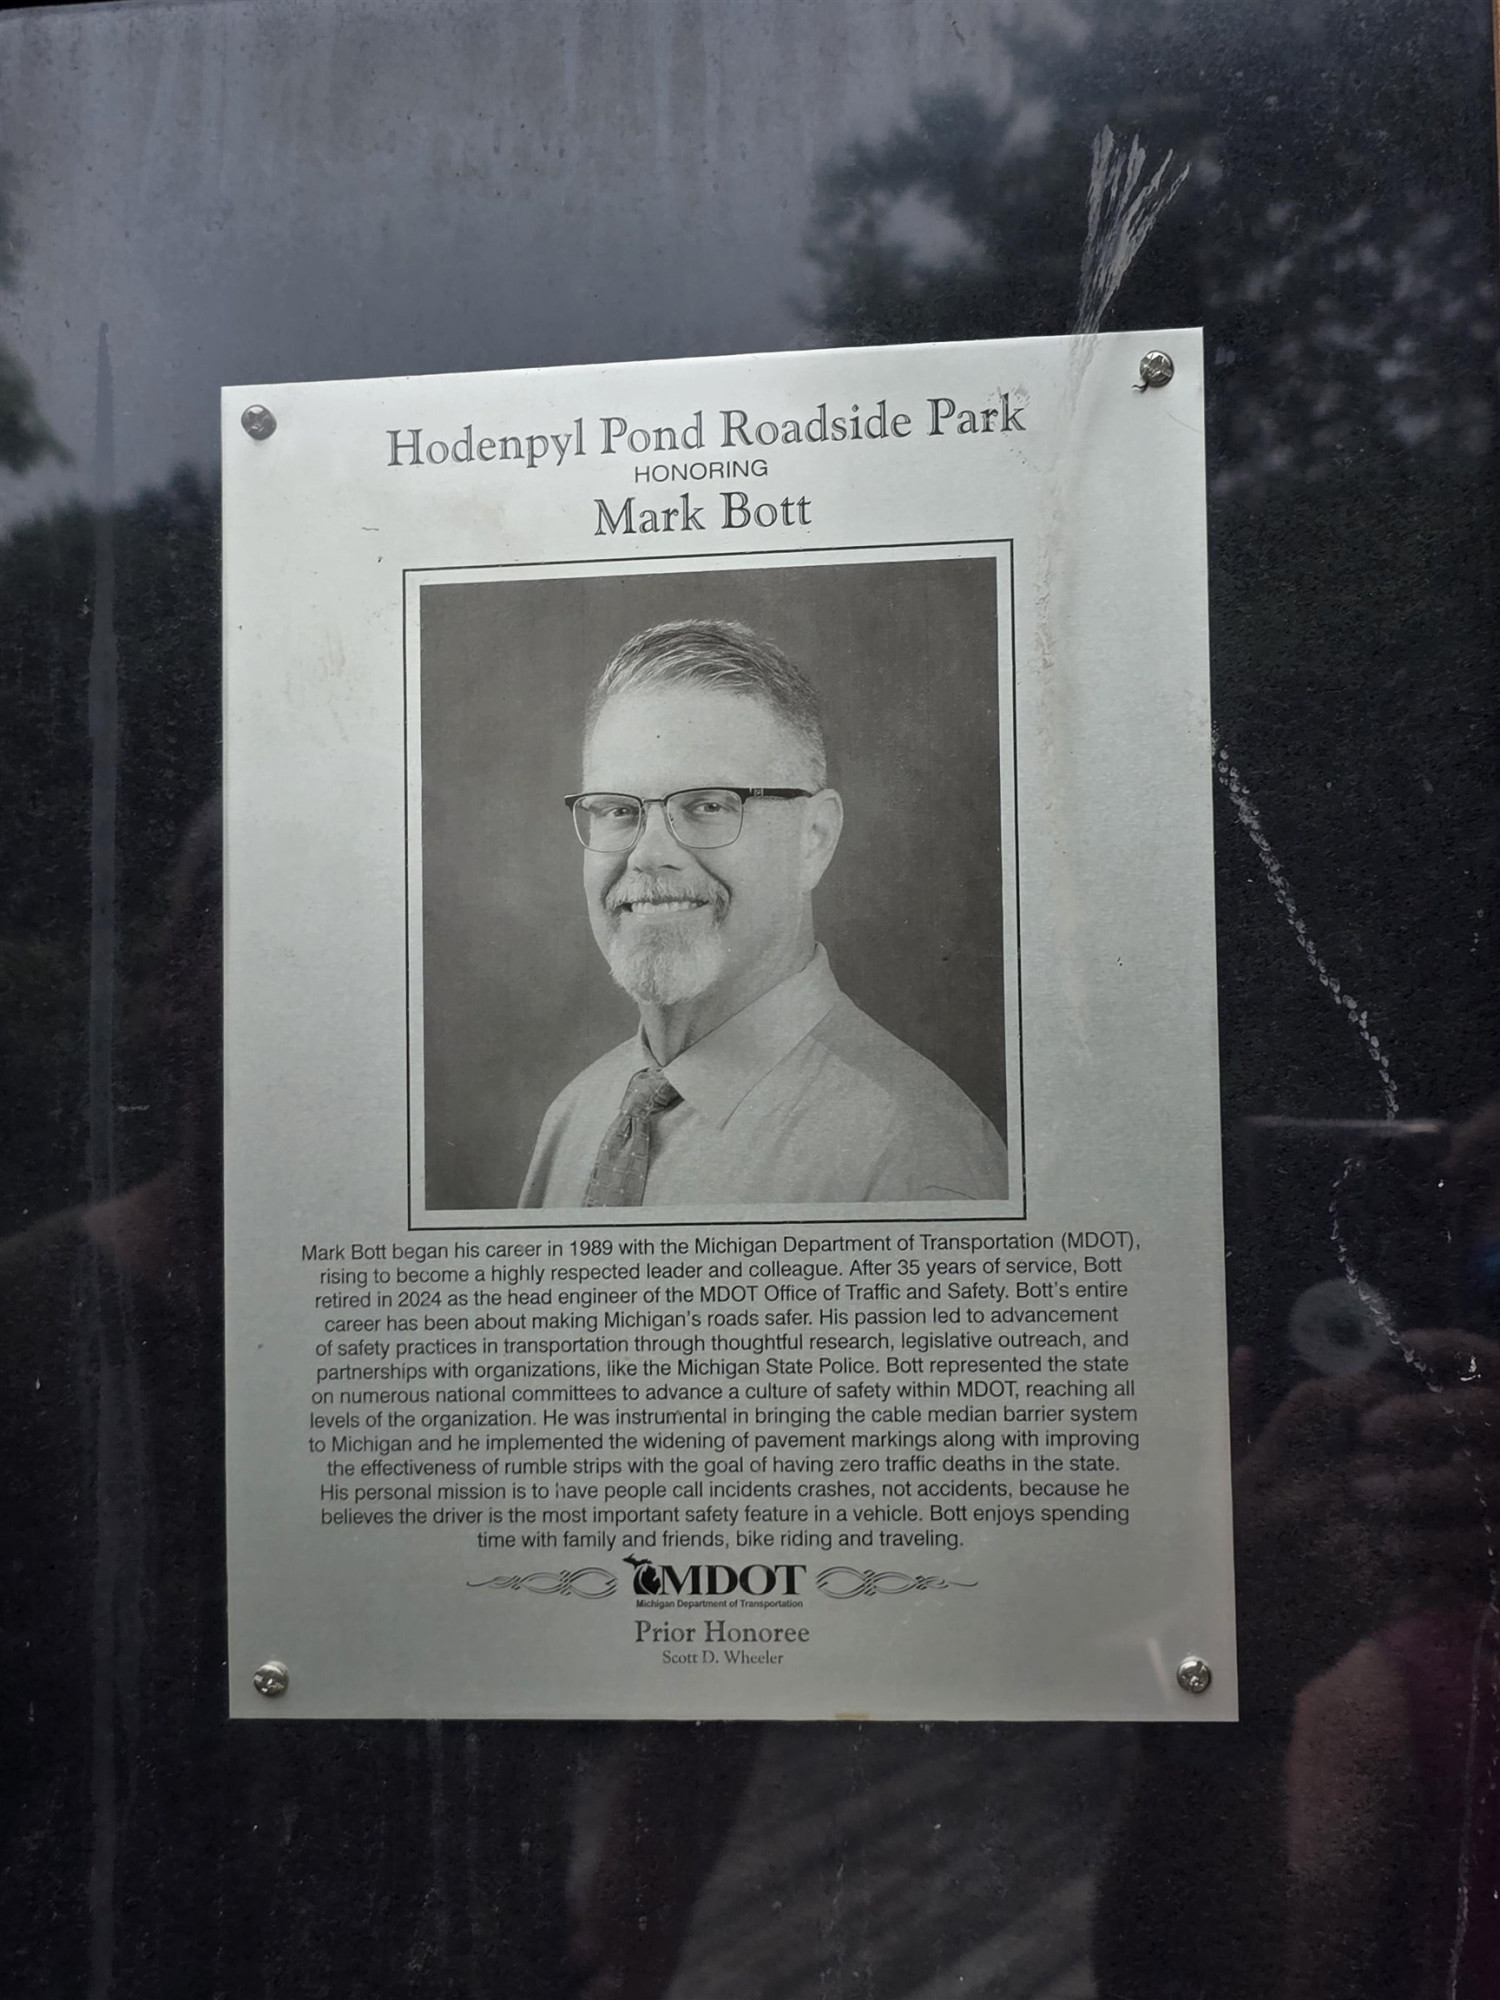 Hodenpyl Pond Roadside Park
HONORING
Mark Bott
Mark Bott began his career in 1989 with the Michigan Department of Transportation (MDOT),
rising to become a highly respected leader and colleague. After 35 years of service, Bott
retired in 2024 as the head engineer of the MDOT Office of Traffic and Safety. Bott's entire
career has been about making Michigan's roads safer. His passion led to advancement
of safety practices in transportation through thoughtful research, legislative outreach, and
partnerships with organizations, like the Michigan State Police. Bott represented the state
on numerous national committees to advance a culture of safety within MDOT, reaching all
levels of the organization. He was instrumental in bringing the cable median barrier system
to Michigan and he implemented the widening of pavement markings along with improving
the effectiveness of rumble strips with the goal of having zero traffic deaths in the state.
His personal mission is to have people call incidents crashes, not accidents, because he
believes the driver is the most important safety feature in a vehicle. Bott enjoys spending
time with family and friends, bike riding and traveling.
MDOT
Michigan Department of Transportation
Prior Honoree
Scott D. Wheeler